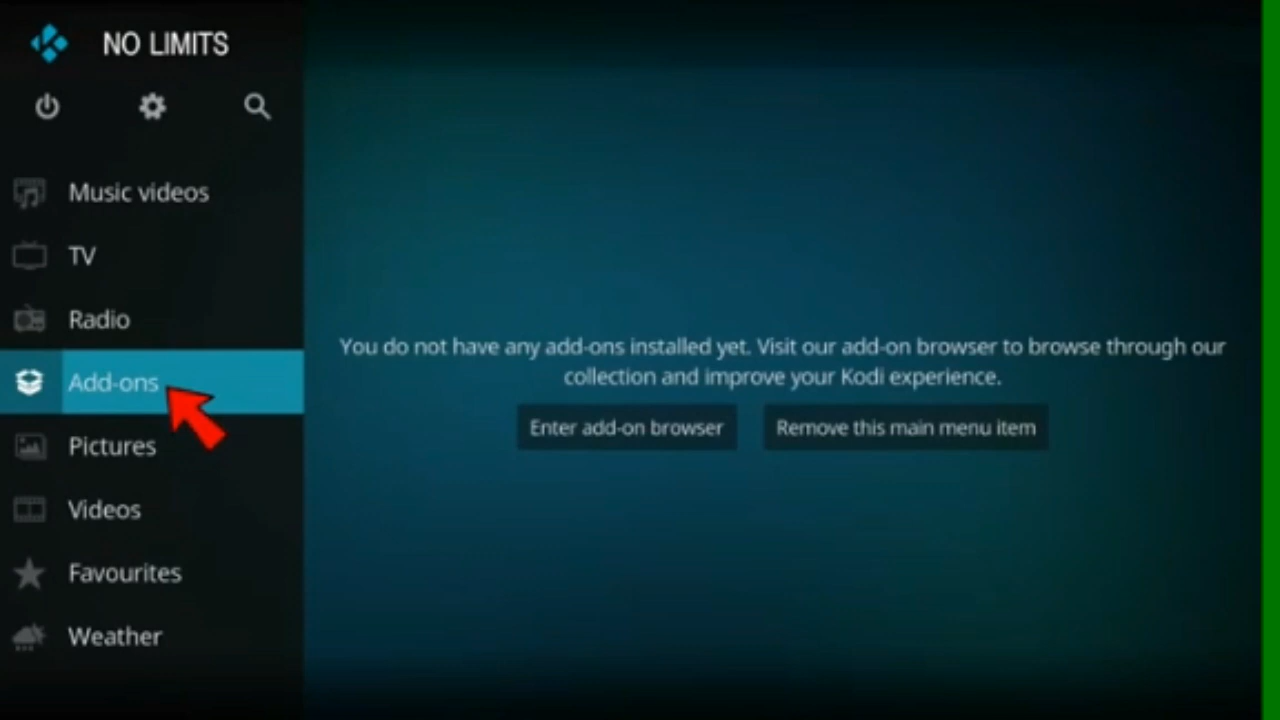 NO LIMITS
Music videos
TV
Radio
Add-ons
Pictures
Videos
Favourites
Weather
You do not have any add-ons installed yet. Visit our add-on browser to browse through our
collection and improve your Kodi experience.
Enter add-on browser
Remove this main menu item